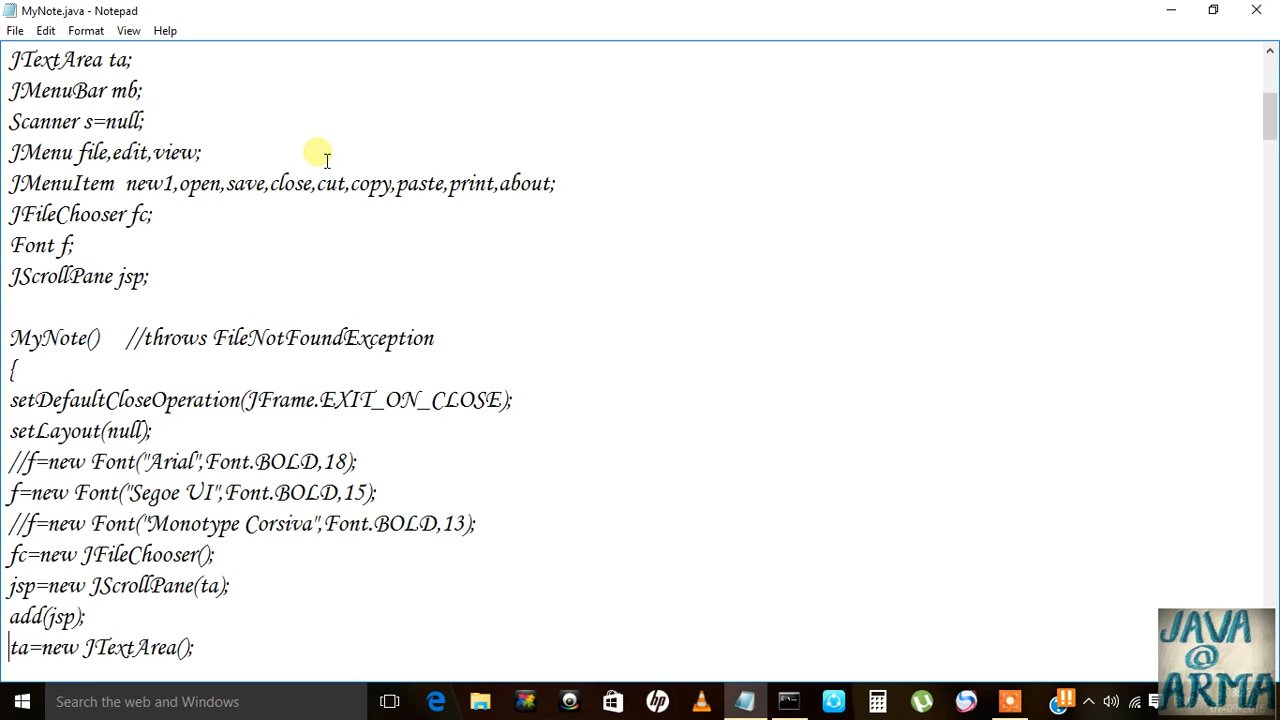 MyNote.java - Notepad
File Edit Format View Help
JTextArea ta;
JMenuBar mb;
Scanner s=null;
JMenu file,edit,view;
JMenuItem  new1,open,save,close,cut,copy,paste,print,about;
JFileChooser fc;
Font f;
JScrollPane jsp;
MyNote()    //throws FileNotFoundException
{
setDefaultCloseOperation(JFrame.EXIT_ON_CLOSE);
setLayout(null);
//f=new Font("Arial",Font.BOLD,18);
f=new Font("Segoe UI",Font.BOLD,15);
//f=new Font("Monotype Corsiva",Font.BOLD,13);
fc=new JFileChooser();
jsp=new JScrollPane(ta);
add(jsp);
ta=new JTextArea();
JAVA
@
ARMA
Search the web and Windows